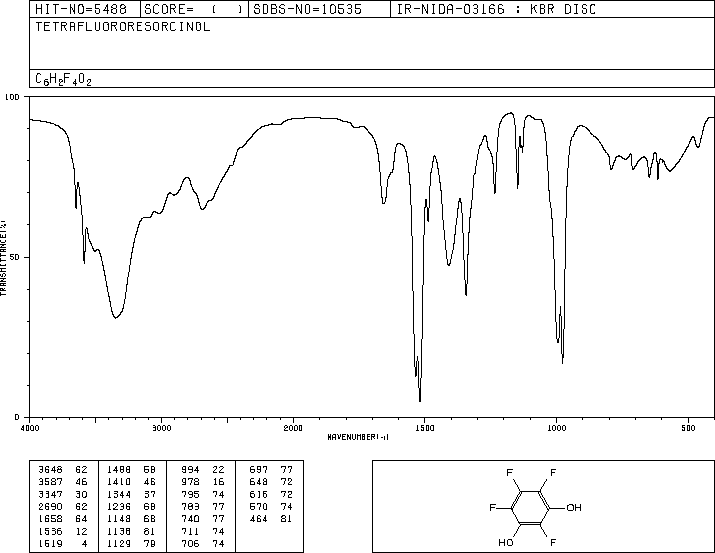 HIT-NO=5488 SCORE= ( ) SDBS-NO=10535 IR-NIDA-03166 : KBR DISC
TETRAFLUORORESORCINOL
C6H2F4O2
100
50
0
TRANSMITTANCE(%)
4000 3000 2000 1500 1000 500
WAVENUMBER(-1)
3648 62 1488 58 994 22 697 77
3587 46 1410 46 978 16 648 72
3347 30 1344 37 795 74 616 72
2690 62 1236 68 789 77 570 74
1658 64 1148 68 740 77 464 81
1536 12 1138 81 711 74
1519 4 1129 79 706 74
F F
F OH
HO F